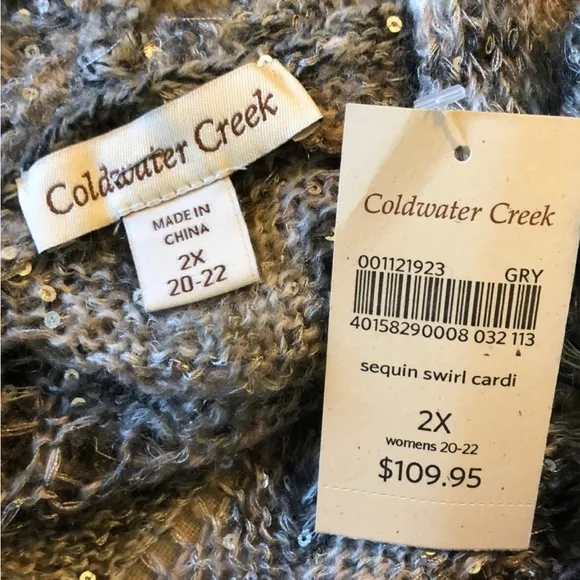 Coldwater Creek
MADE IN
CHINA
2X
20-22
Coldwater Creek
001121923 GRY
40158290008 032 113
sequin swirl cardi
2X
womens 20-22
$109.95